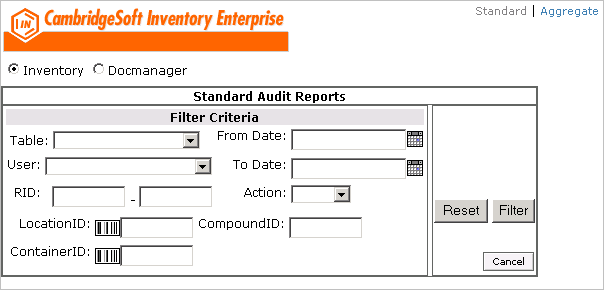 Standard | Aggregate
IN CambridgeSoft Inventory Enterprise
Inventory Docmanager
Standard Audit Reports
Filter Criteria
Table: From Date:
User: To Date:
RID: - Action:
LocationID: CompoundID:
Reset Filter
ContainerID:
Cancel